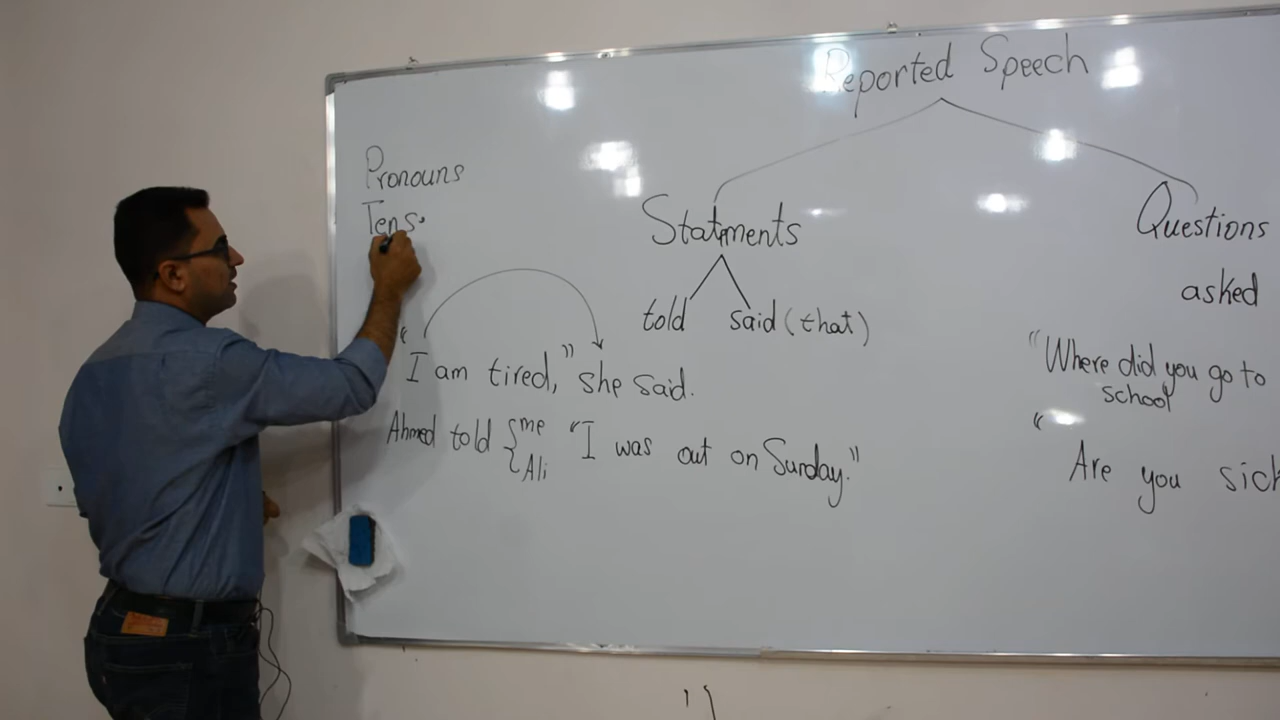 Reported Speech
Pronouns
Tens
Statments
Questions
told said (that)
asked
"I am tired," she said.
"Where did you go to
school
Ahmed told { me "I was out on Sunday."
Ali
"
Are you sick